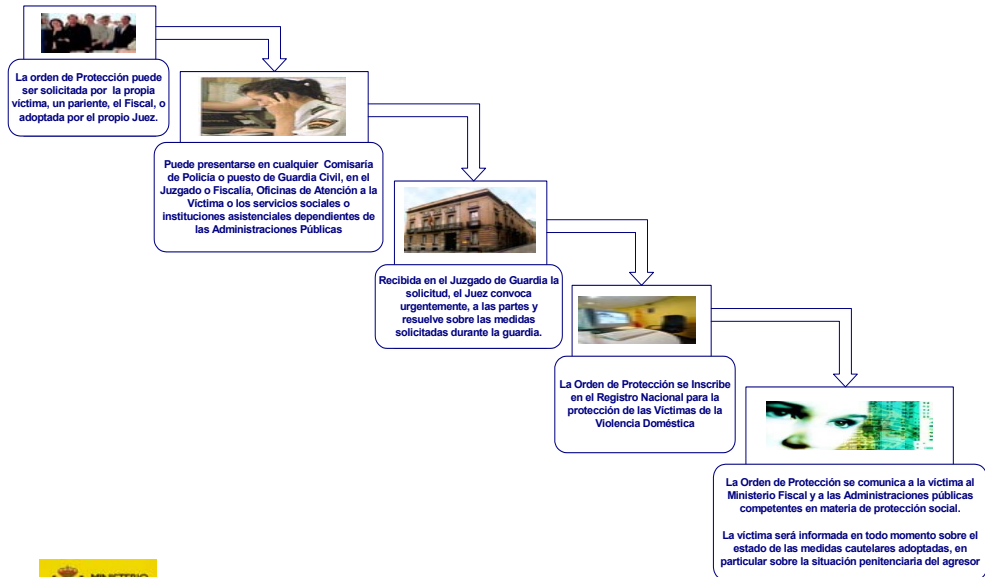 La orden de Protección puede
ser solicitada por la propia
víctima, un pariente, el Fiscal, o
adoptada por el propio Juez.
Puede presentarse en cualquier Comisaría
de Policía o puesto de Guardia Civil, en el
Juzgado o Fiscalía, Oficinas de Atención a la
Víctima o los servicios sociales o
instituciones asistenciales dependientes de
las Administraciones Públicas
Recibida en el Juzgado de Guardia la
solicitud, el Juez convoca
urgentemente, a las partes y
resuelve sobre las medidas
solicitadas durante la guardia.
La Orden de Protección se Inscribe
en el Registro Nacional para la
protección de las Víctimas de la
Violencia Doméstica
La Orden de Protección se comunica a la víctima al
Ministerio Fiscal y a las Administraciones públicas
competentes en materia de protección social.
La víctima será informada en todo momento sobre el
estado de las medidas cautelares adoptadas, en
particular sobre la situación penitenciaria del agresor
MINISTERIO